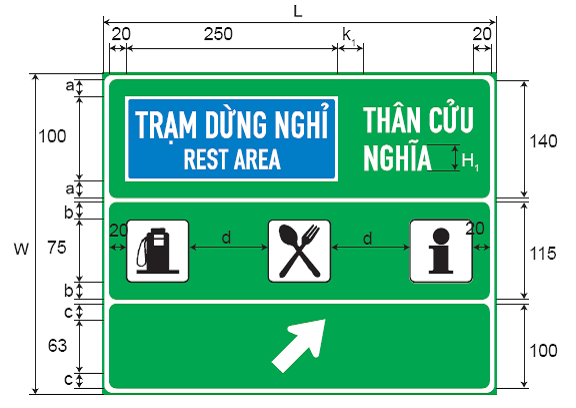 L
20 250 k1 20
a
100
a
TRẠM DỪNG NGHỈ
REST AREA
THÂN CỬU
NGHĨA
H1
140
W
b
75
b
20 d d 20
115
c
63
c
100